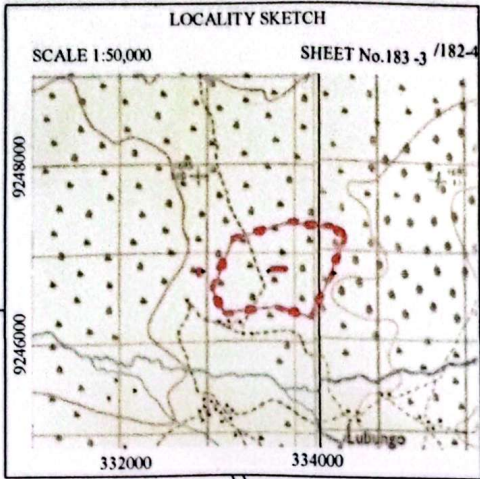 LOCALITY SKETCH
SCALE 1:50,000
SHEET No.183 -3 /182-4
9248000
9246000
Lubungo
332000
334000